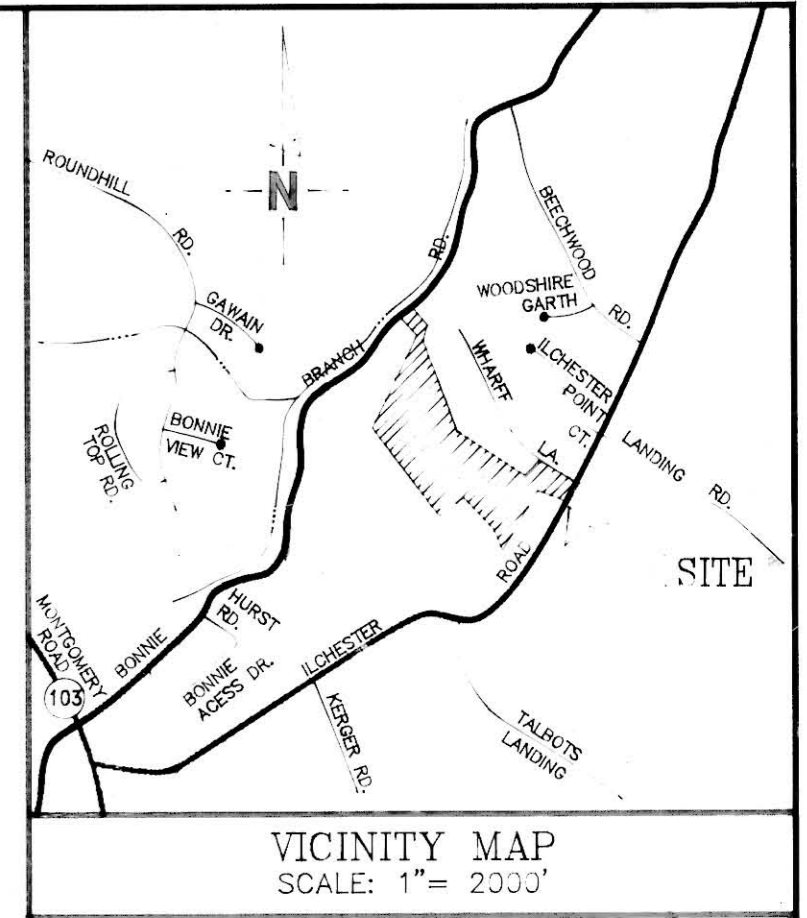 N
ROUNDHILL
RD.
GAWAIN
DR.
BRANCH
RD.
BEECHWOOD
RD.
WOODSHIRE
GARTH
WHARFF
LA.
ILCHESTER
POINT
CT.
LANDING
RD.
ROLLING
TOP RD.
BONNIE
VIEW CT.
SITE
ROAD
MONTGOMERY
ROAD
103
BONNIE
HURST
RD.
BONNIE
ACESS DR.
ILCHESTER
KERGER RD.
TALBOTS
LANDING
VICINITY MAP
SCALE: 1"= 2000'